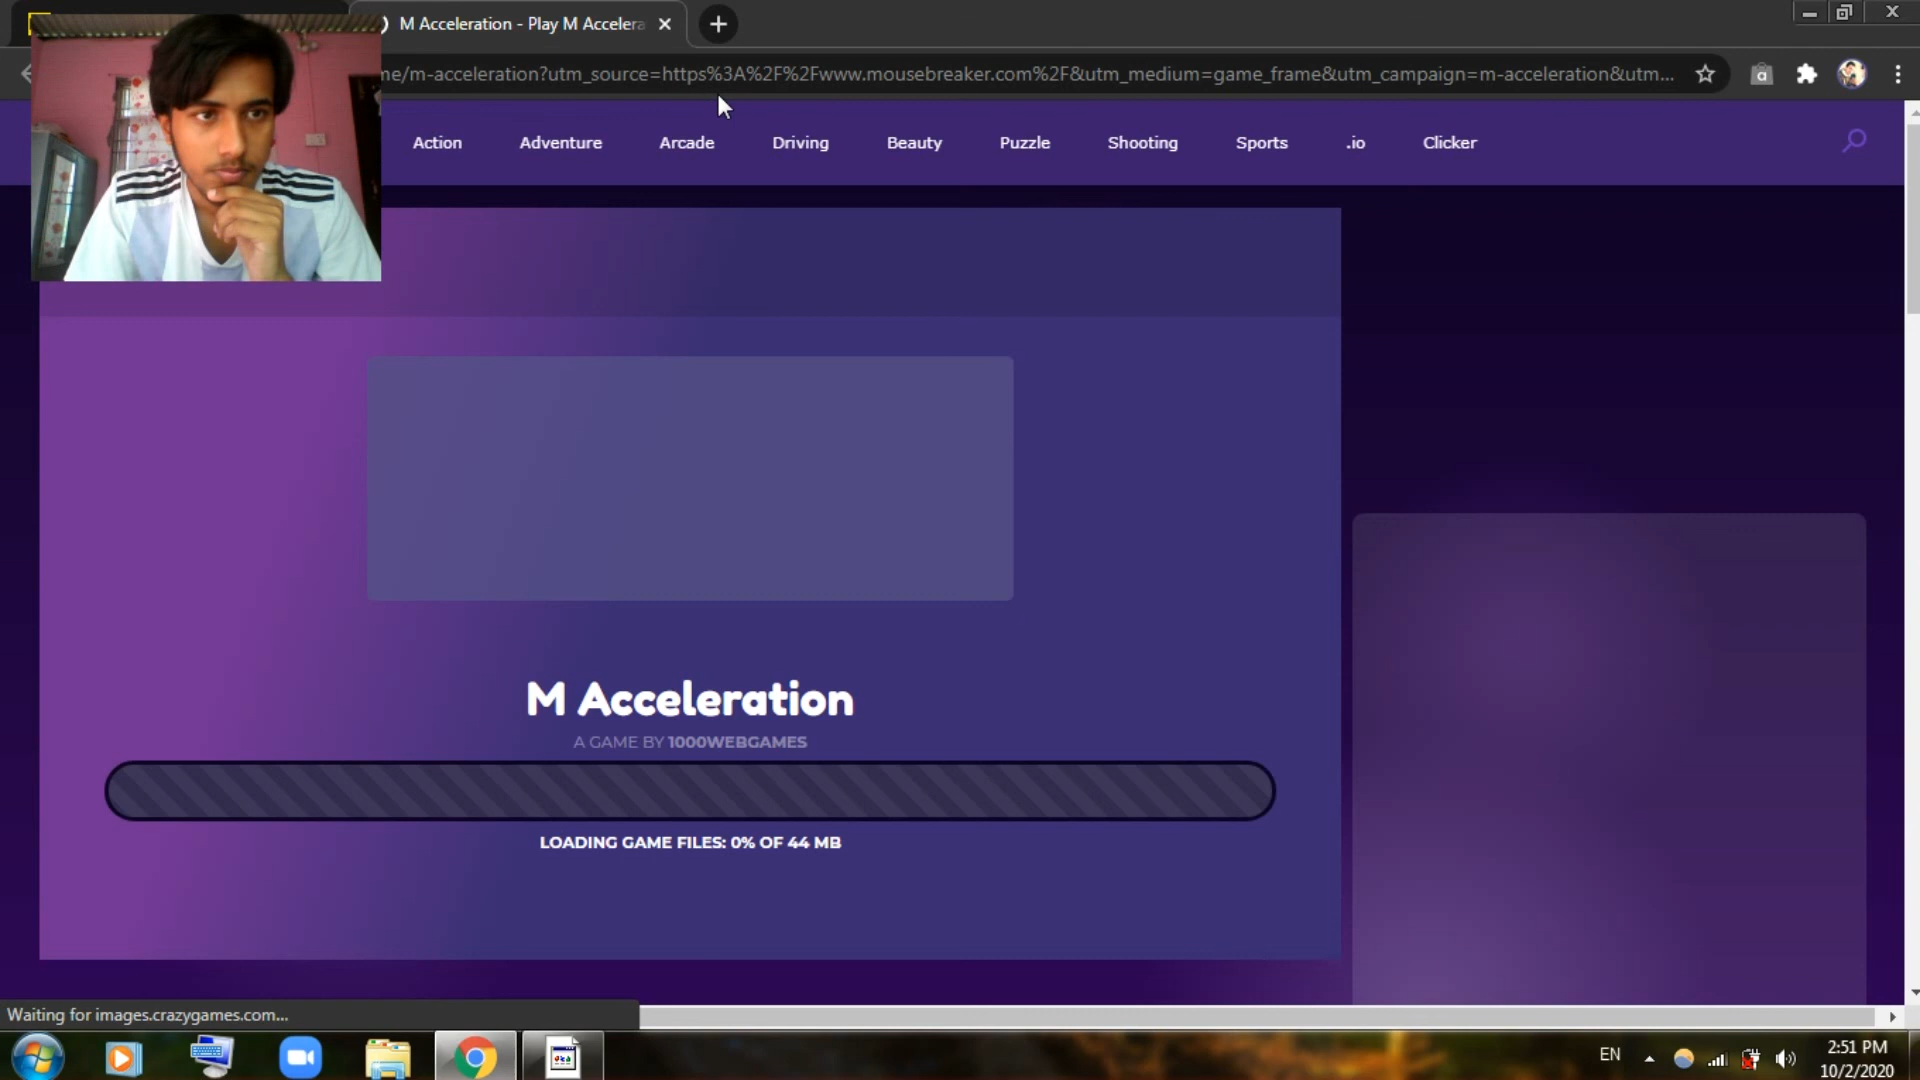 M Acceleration - Play M Accelera
me/m-acceleration?utm_source=https%3A%2F%2Fwww.mousebreaker.com%2F&utm_medium=game_frame&utm_campaign=m-acceleration&utm...
Action Adventure Arcade Driving Beauty Puzzle Shooting Sports .io Clicker
M Acceleration
A GAME BY 1000WEBGAMES
LOADING GAME FILES: 0% OF 44 MB
Waiting for images.crazygames.com...
EN
2:51 PM
10/2/2020